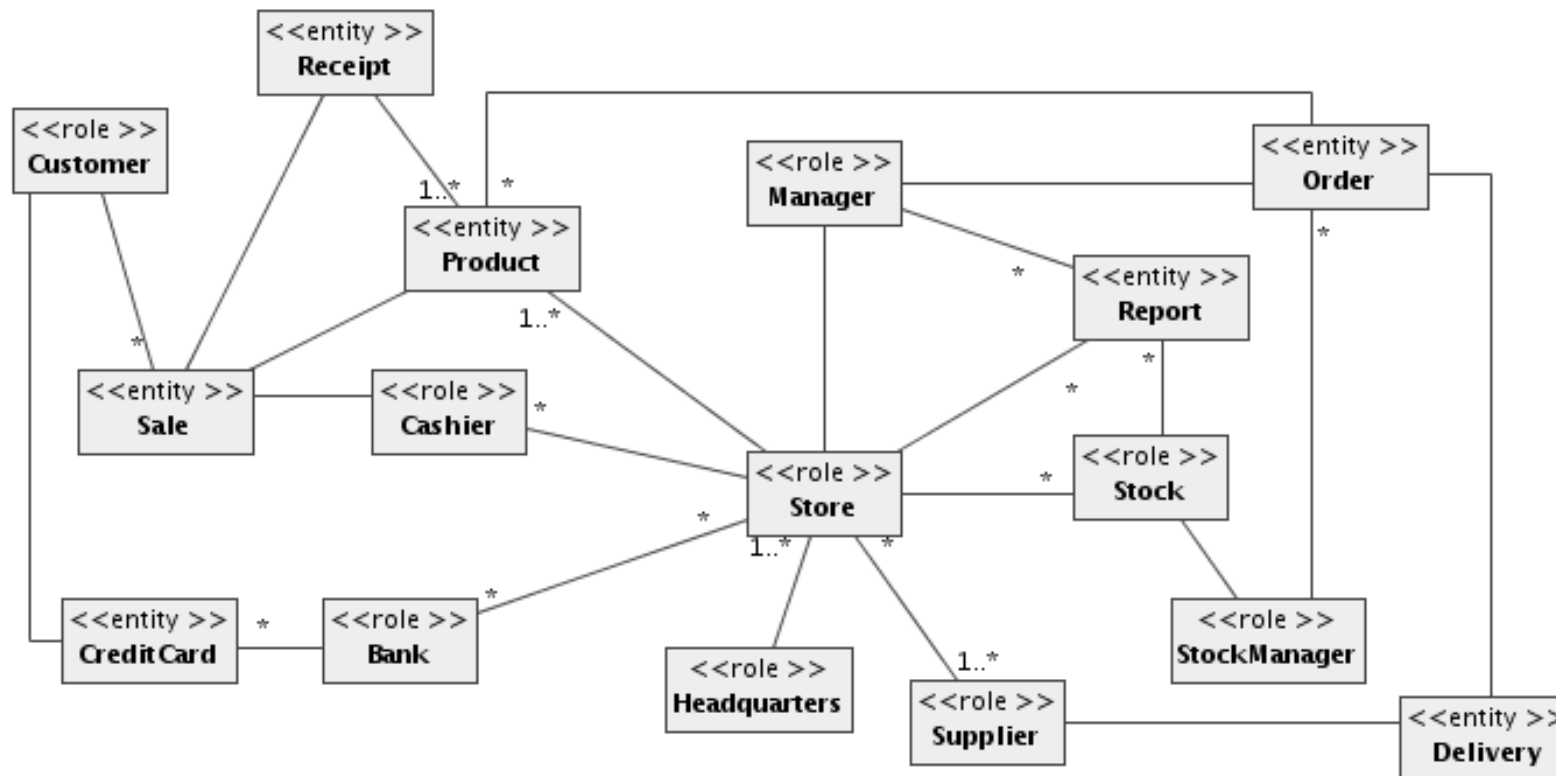 <<entity >>
Receipt
<<role >>
Customer
<<entity >>
Order
<<role >>
Manager
1..*
*
<<entity >>
Product
*
<<entity >>
Report
*
1..*
*
*
*
<<entity >>
Sale
<<role >>
Cashier
*
<<role >>
Store
*
<<role >>
Stock
*
1..*
*
*
*
<<entity >>
CreditCard
<<role >>
Bank
<<role >>
StockManager
<<role >>
Headquarters
1..*
<<role >>
Supplier
<<entity >>
Delivery